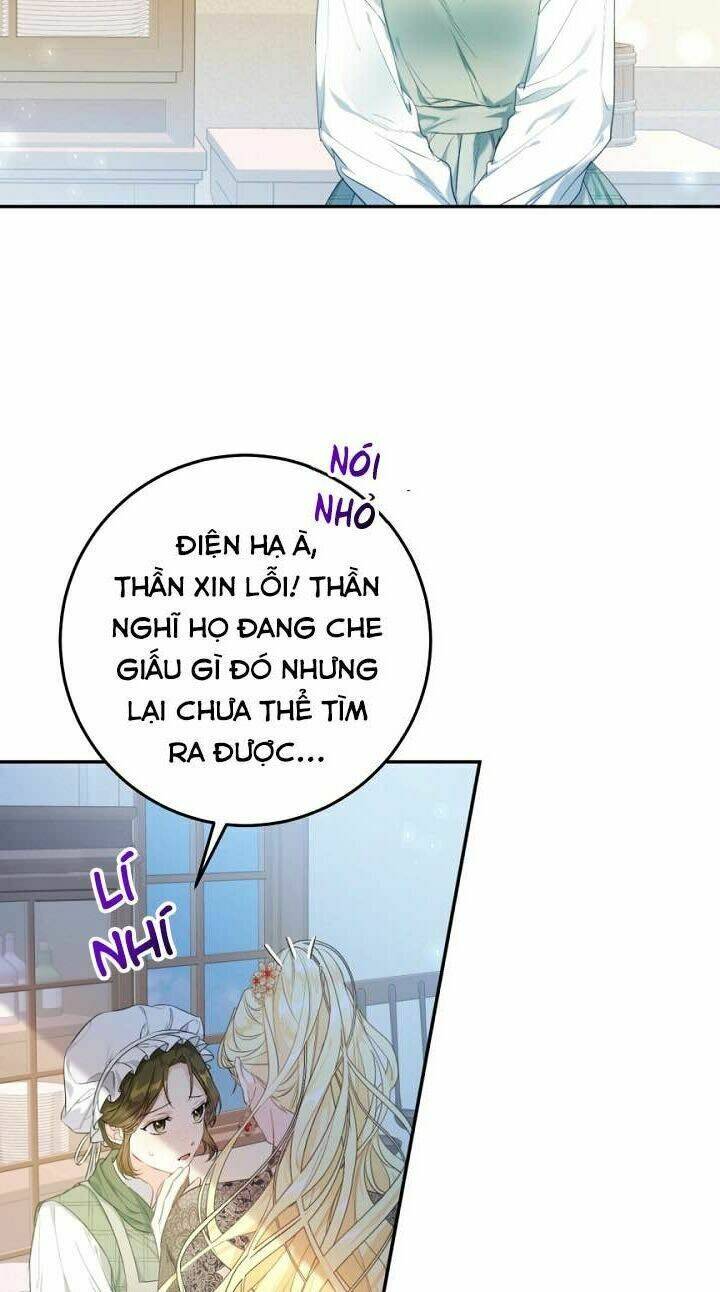 NÓI
NHỎ
ĐIỆN HẠ À,
THẦN XIN LỖI! THẦN
NGHĨ HỌ ĐANG CHE
GIẤU GÌ ĐÓ NHƯNG
LẠI CHƯA THỂ TÌM
RA ĐƯỢC...
LÍ
NHÍ